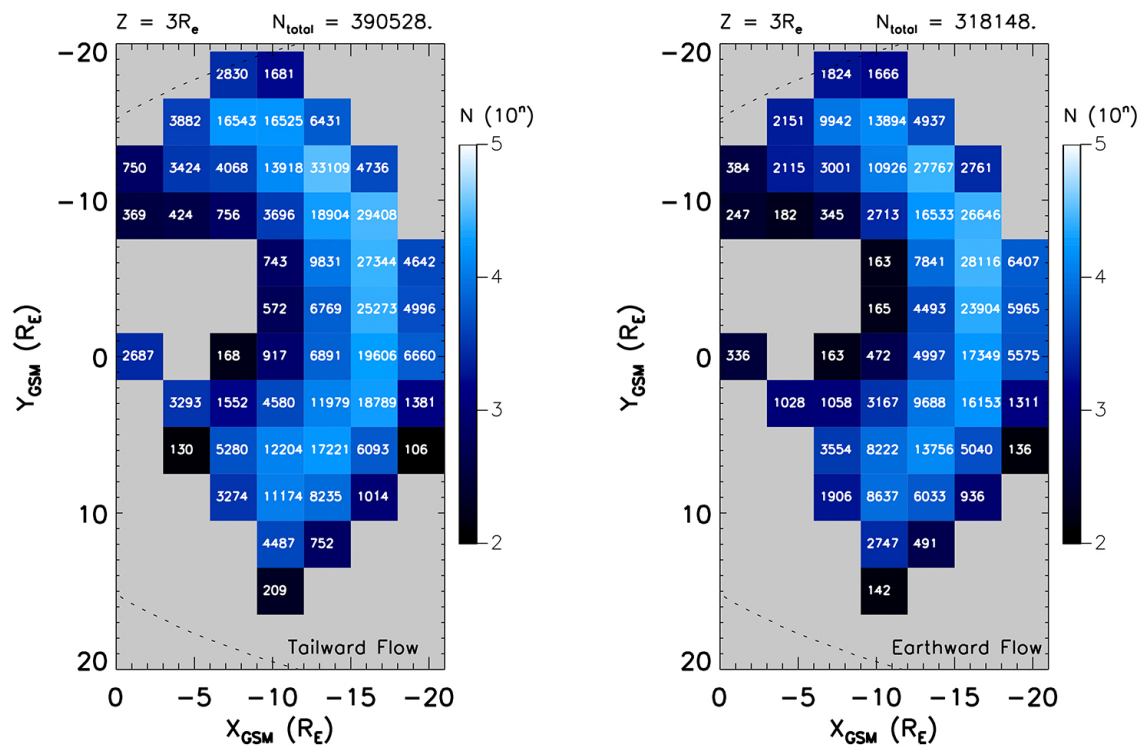 Z = 3Rₑ N_total = 390528.
N (10ⁿ)
Y_GSM (R_E)
−20
−10
0
10
20
2830 1681
3882 16543 16525 6431
750 3424 4068 13918 33109 4736
369 424 756 3696 18904 29408
743 9831 27344 4642
572 6769 25273 4996
2687 168 917 6891 19606 6660
3293 1552 4580 11979 18789 1381
130 5280 12204 17221 6093 106
3274 11174 8235 1014
4487 752
209
Tailward Flow
0 −5 −10 −15 −20
X_GSM (R_E)
5
4
3
2
Z = 3Rₑ N_total = 318148.
N (10ⁿ)
Y_GSM (R_E)
−20
−10
0
10
20
1824 1666
2151 9942 13894 4937
384 2115 3001 10926 27767 2761
247 182 345 2713 16533 26646
163 7841 28116 6407
165 4493 23904 5965
336 163 472 4997 17349 5575
1028 1058 3167 9688 16153 1311
3554 8222 13756 5040 136
1906 8637 6033 936
2747 491
142
Earthward Flow
0 −5 −10 −15 −20
X_GSM (R_E)
5
4
3
2